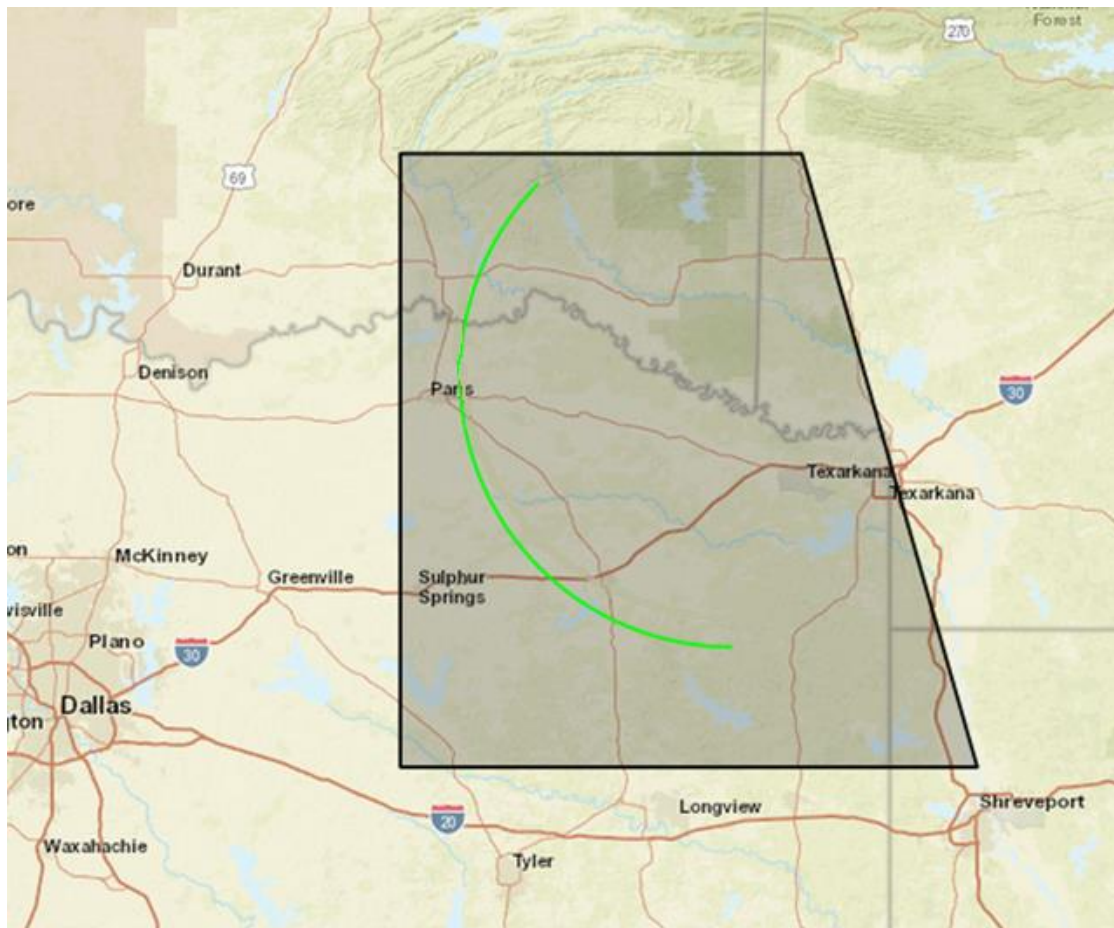 Forest
270
69
ore
Durant
Denison
Paris
30
Texarkana
Texarkana
on
McKinney
Greenville
Sulphur
Springs
visville
Plano
30
Dallas
gton
20
Longview
Shreveport
Waxahachie
Tyler